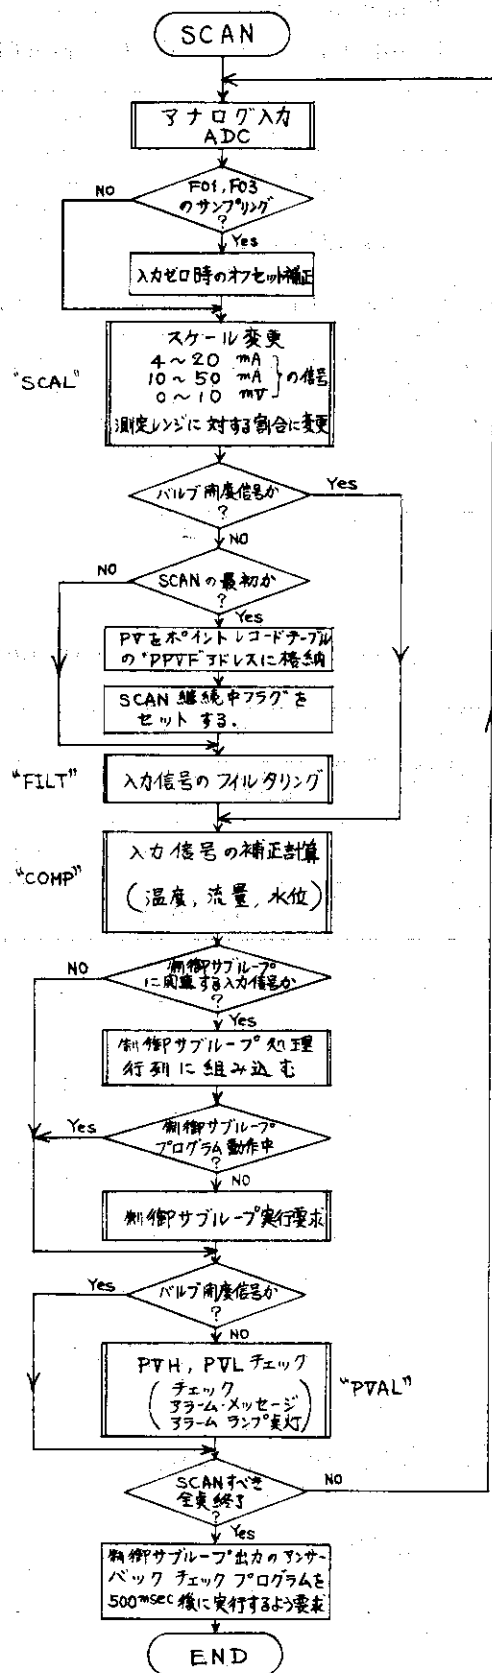 SCAN
アナログ入力
ADC
NO
F01, F03
のサンプリング
?
Yes
入力ゼロ時のオフセット補正
"SCAL"
スケール変更
4～20 mA
10～50 mA }の信号
0～10 mV
測定レンジに対する割合に変更
バルブ開度信号か
?
Yes
NO
NO
SCANの最初か
?
Yes
PVをポイントレコードテーブル
の"PPVF"アドレスに格納
SCAN 継続中フラグを
セットする.
"FILT"
入力信号のフィルタリング
"COMP"
入力信号の補正計算
(温度, 流量, 水位)
NO
制御サブループ
に関連する入力信号か
?
Yes
制御サブループ処理
行列に組み込む
Yes
制御サブループ
プログラム動作中
?
NO
制御サブループ実行要求
Yes
バルブ開度信号か
?
NO
PVH, PVL チェック
チェック
アラーム・メッセージ
アラーム ランプ点灯
"PVAL"
SCANすべき
全点終了
?
NO
Yes
制御サブループ出力のアンサー
バック チェック プログラムを
500msec後に実行するよう要求
END